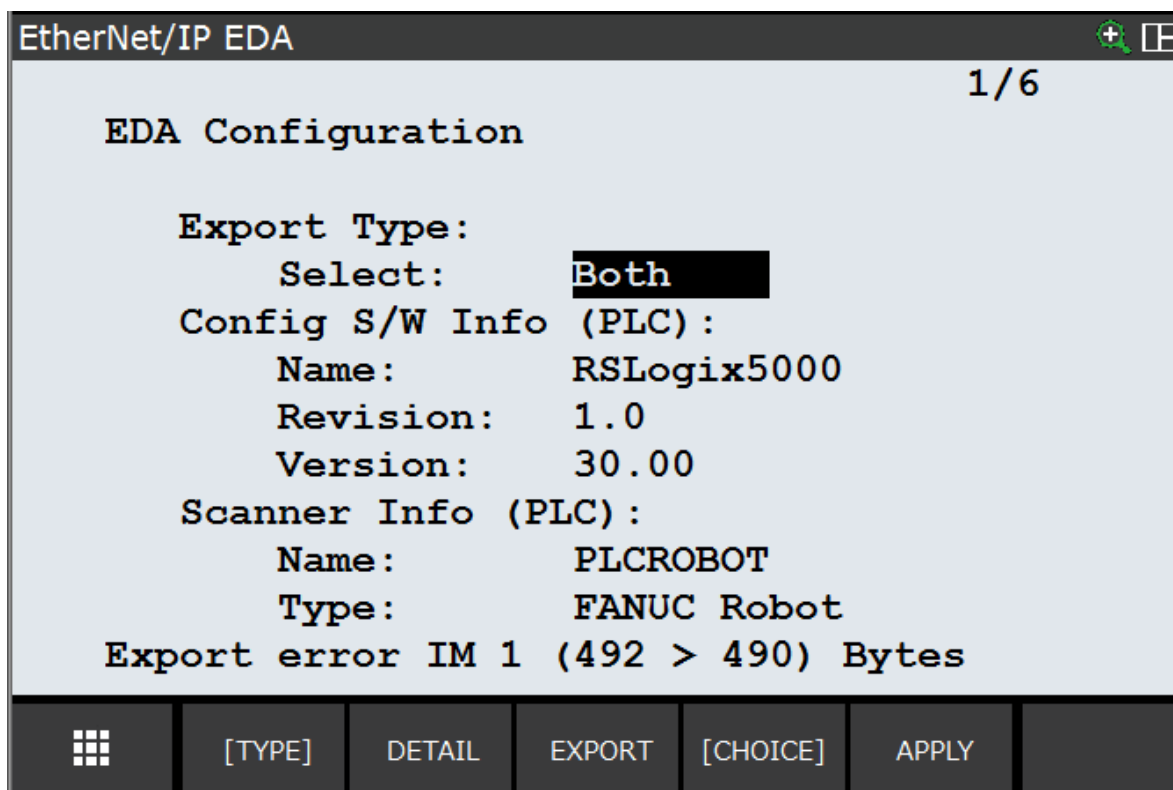 EtherNet/IP EDA
1/6
EDA Configuration
Export Type:
Select: Both
Config S/W Info (PLC):
Name: RSLogix5000
Revision: 1.0
Version: 30.00
Scanner Info (PLC):
Name: PLCROBOT
Type: FANUC Robot
Export error IM 1 (492 > 490) Bytes
[TYPE] DETAIL EXPORT [CHOICE] APPLY